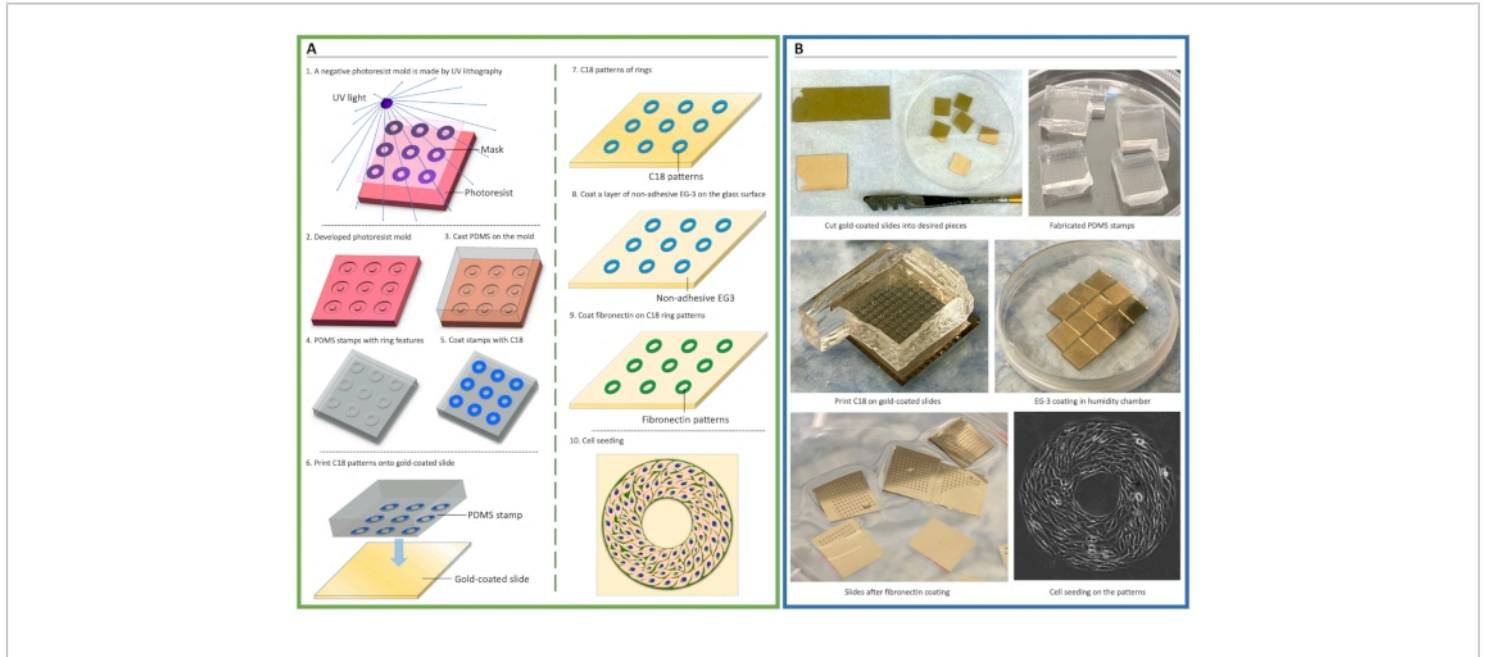 A
1. A negative photoresist mold is made by UV lithography
UV light
Mask
Photoresist
2. Developed photoresist mold
3. Cast PDMS on the mold
4. PDMS stamps with ring features
5. Coat stamps with C18
6. Print C18 patterns onto gold-coated slide
PDMS stamp
Gold-coated slide
7. C18 patterns of rings
C18 patterns
8. Coat a layer of non-adhesive EG-3 on the glass surface
Non-adhesive EG3
9. Coat fibronectin on C18 ring patterns
Fibronectin patterns
10. Cell seeding
B
Cut gold-coated slides into desired pieces
Fabricated PDMS stamps
Print C18 on gold-coated slides
EG-3 coating in humidity chamber
Slides after fibronectin coating
Cell seeding on the patterns